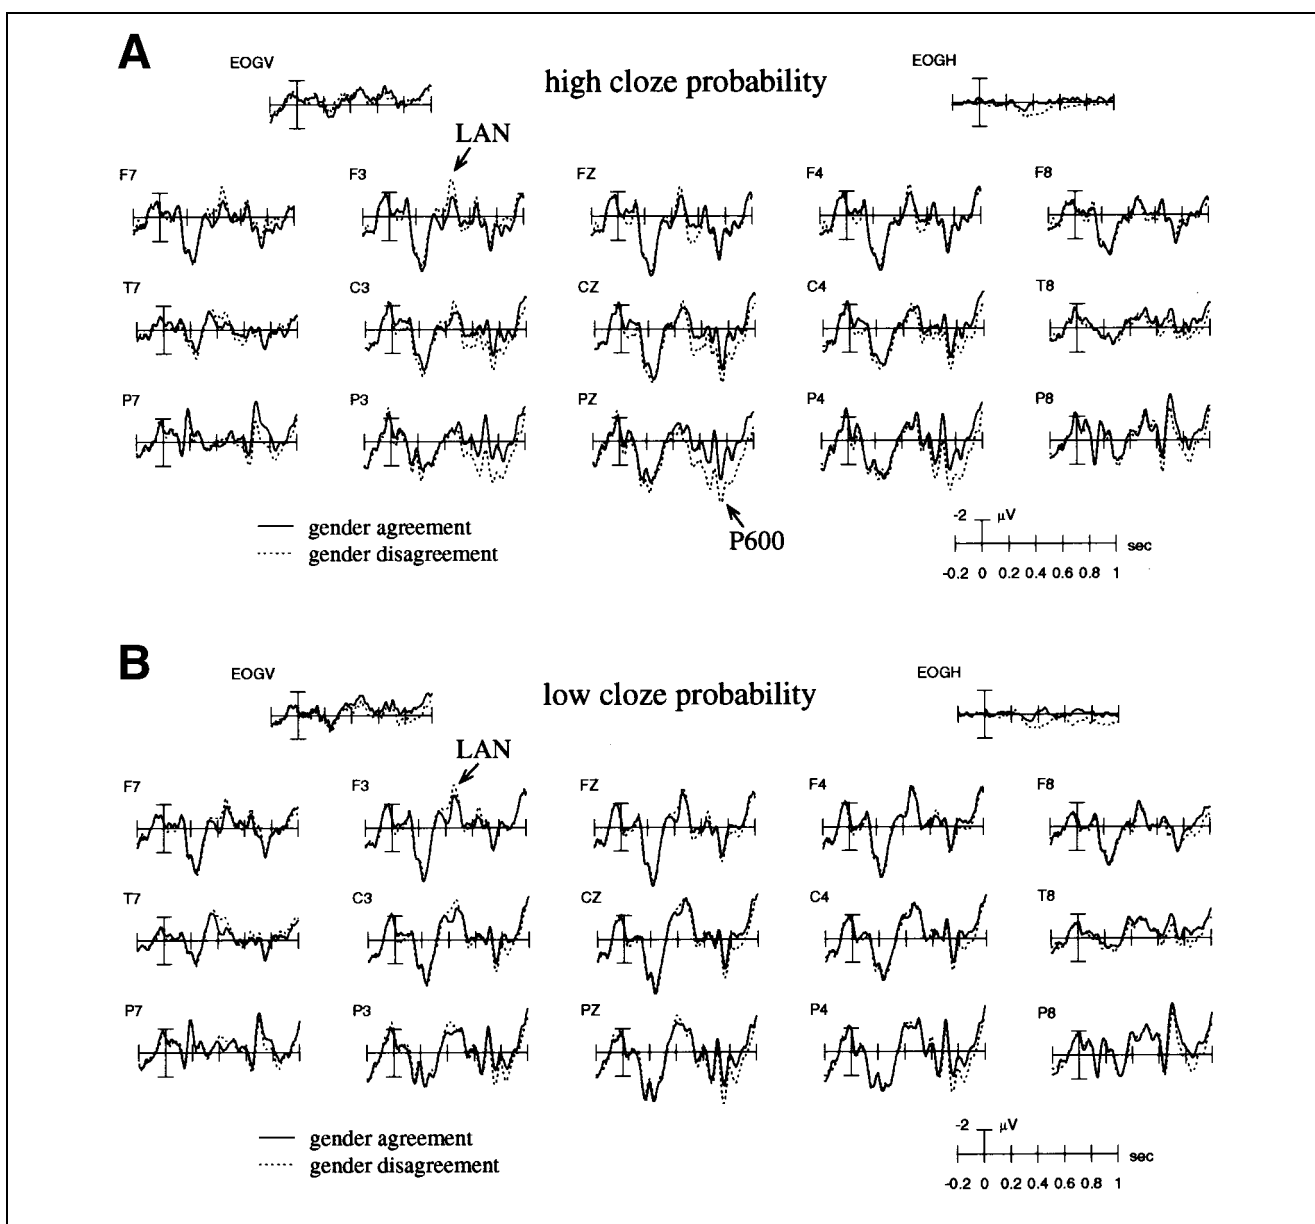 A
EOGV
high cloze probability
EOGH
LAN
F7
F3
FZ
F4
F8
T7
C3
CZ
C4
T8
P7
P3
PZ
P4
P8
gender agreement
gender disagreement
P600
-2 µV
sec
-0.2 0 0.2 0.4 0.6 0.8 1
B
EOGV
low cloze probability
EOGH
LAN
F7
F3
FZ
F4
F8
T7
C3
CZ
C4
T8
P7
P3
PZ
P4
P8
gender agreement
gender disagreement
-2 µV
sec
-0.2 0 0.2 0.4 0.6 0.8 1